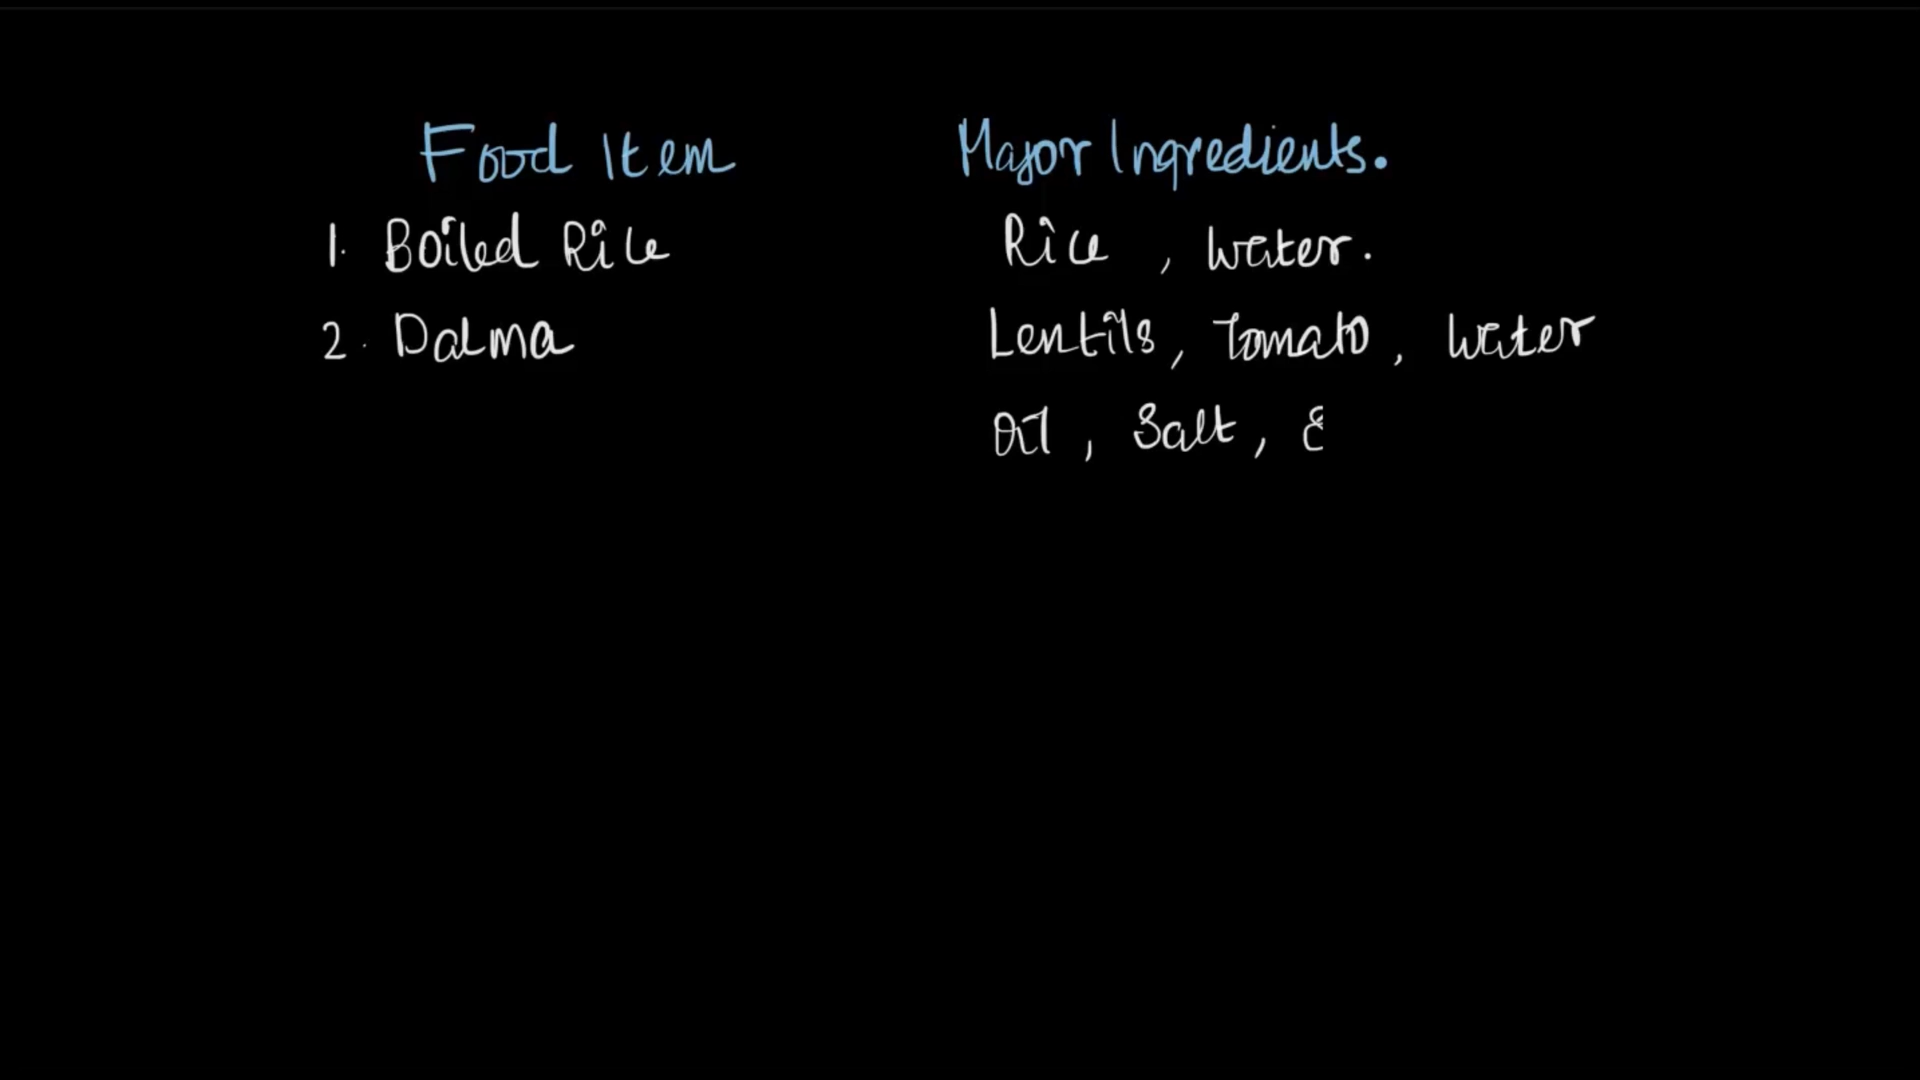 Food Item Major Ingredients.
1. Boiled Rice Rice, Water.
2. Dalma Lentils, Tomato, Water
Oil, Salt,